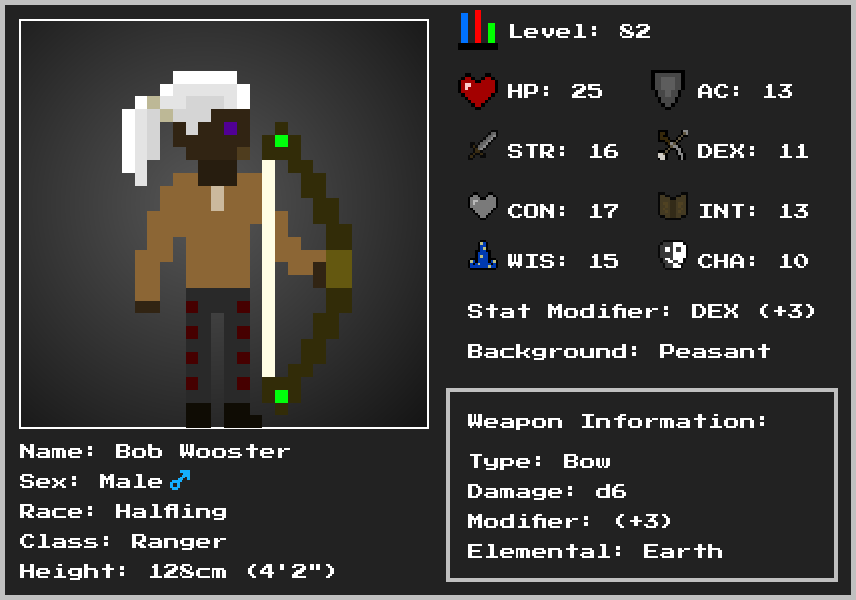 Level: 82
HP: 25 AC: 13
STR: 16 DEX: 11
CON: 17 INT: 13
WIS: 15 CHA: 10
Stat Modifier: DEX (+3)
Background: Peasant
Name: Bob Wooster
Sex: Male ♂
Race: Halfling
Class: Ranger
Height: 128cm (4'2")
Weapon Information:
Type: Bow
Damage: d6
Modifier: (+3)
Elemental: Earth